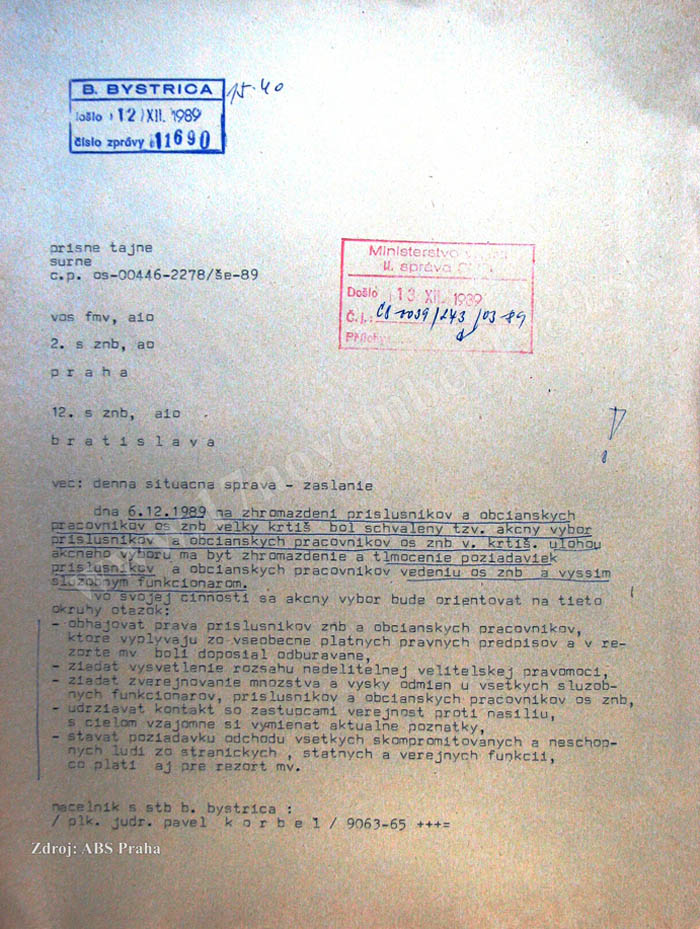 B. BYSTRICA 15.40
došlo 12 XII. 1989
číslo zprávy 11690
prisne tajne
surne
c.p. os-00446-2278/še-89
Ministerstvo
II. správa
Došlo 13 XII. 1989
Č.j.:
Přílohy:
vos fmv, aio
2. s znb, ao
p r a h a
12. s znb, aio
b r a t i s l a v a
vec: denna situacna sprava - zaslanie
dna 6.12.1989 na zhromazdeni prislusnikov a obcianskych
pracovnikov os znb velky krtiš bol schvaleny tzv. akcny vybor
prislusnikov a obcianskych pracovnikov os znb v. krtiš. ulohou
akcneho vyboru ma byt zhromazdenie a tlmocenie poziadaviek
prislusnikov a obcianskych pracovnikov vedeniu os znb a vyssim
sluzobnym funkcionarom.
vo svojej cinnosti sa akcny vybor bude orientovat na tieto
okruhy otazok:
- obhajovat prava prislusnikov znb a obcianskych pracovnikov,
ktore vyplyvaju zo vseobecne platnych pravnych predpisov a v re-
zorte mv boli doposial odburavane,
- ziadat vysvetlenie rozsahu nedelitelnej velitelskej pravomoci,
- ziadat zverejnovanie mnozstva a vysky odmien u vsetkych sluzob-
nych funkcionarov, prislusnikov a obcianskych pracovnikov os znb,
- udrziavat kontakt so zastupcami verejnost proti nasiliu,
s cielom vzajomne si vymienat aktualne poznatky,
- stavat poziadavku odchodu vsetkych skompromitovanych a neschop-
nych ludi zo stranickych , statnych a verejnych funkcii,
co plati aj pre rezort mv.
nacelnik s stb b. bystrica :
/ plk. judr. pavel k o r b e l / 9063-65 +++=
Zdroj: ABS Praha